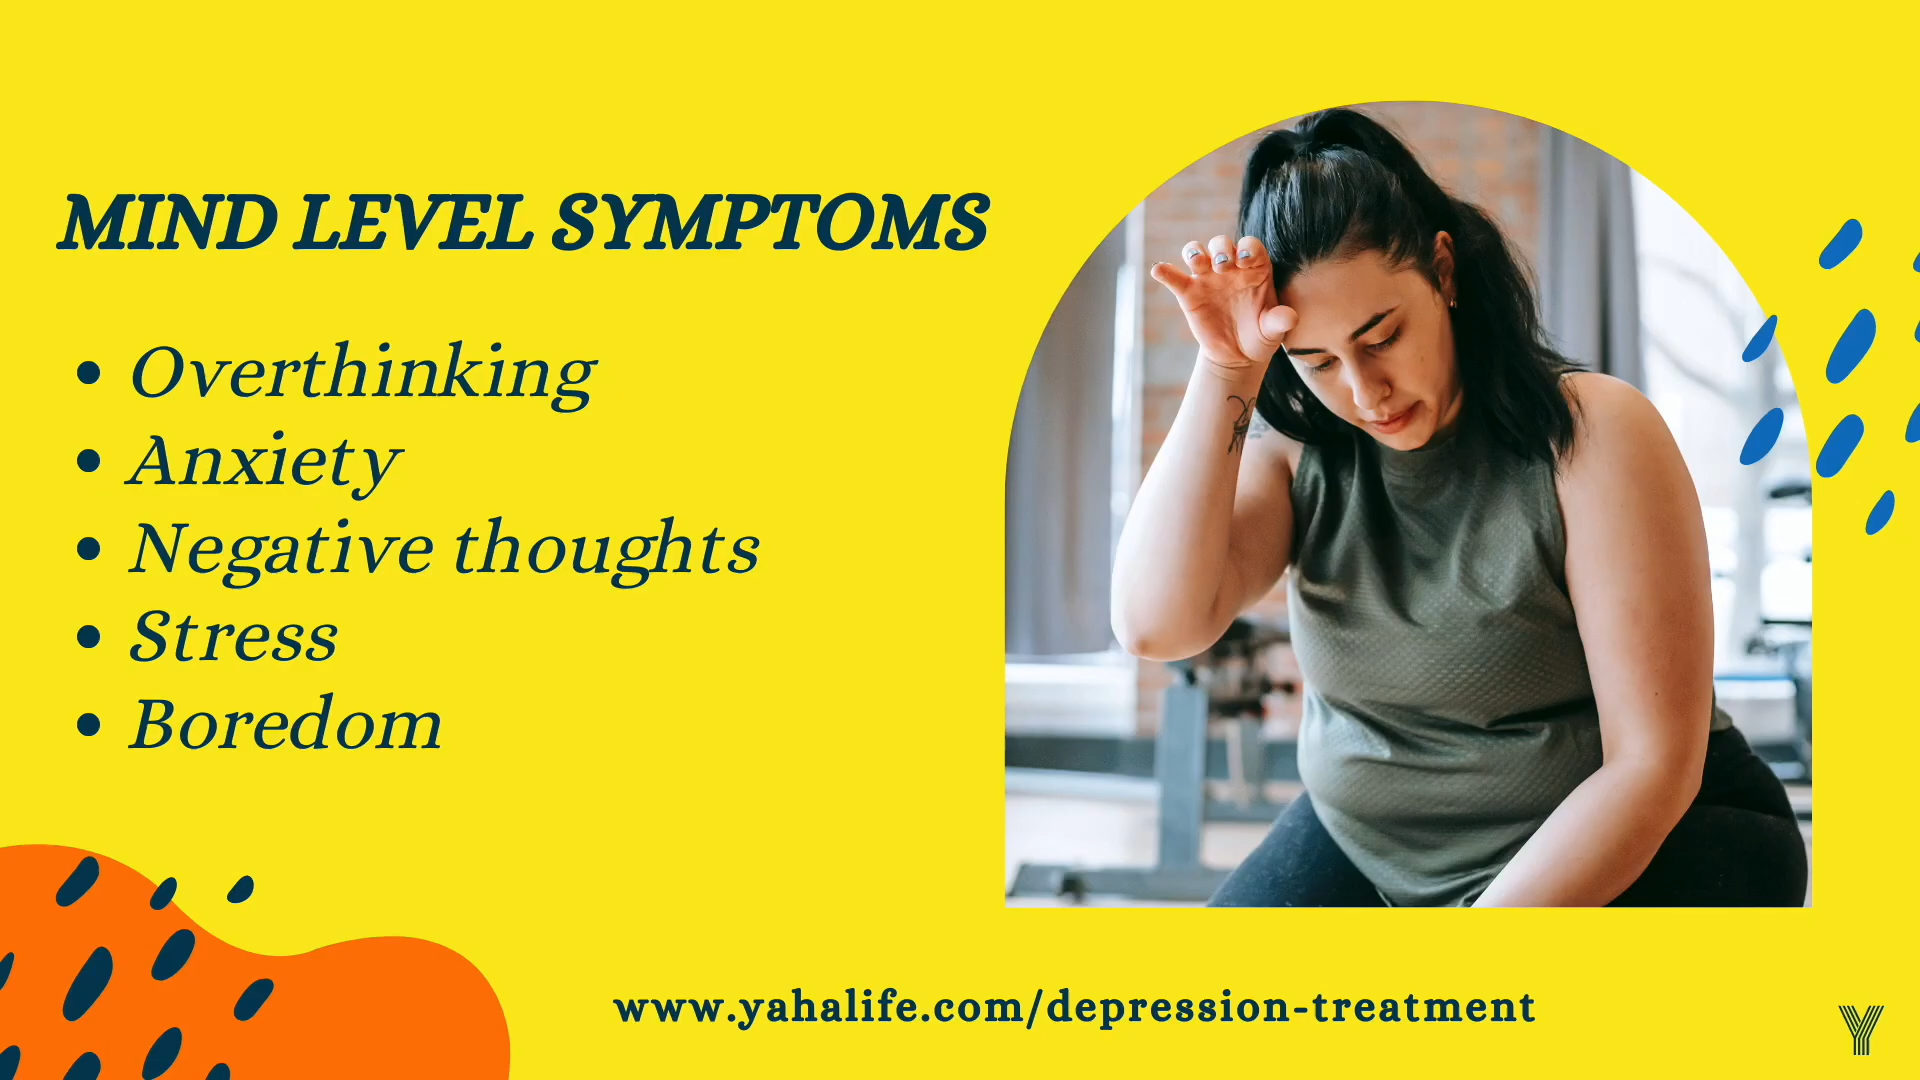 MIND LEVEL SYMPTOMS
Overthinking
Anxiety
Negative thoughts
Stress
Boredom
www.yahalife.com/depression-treatment
Y